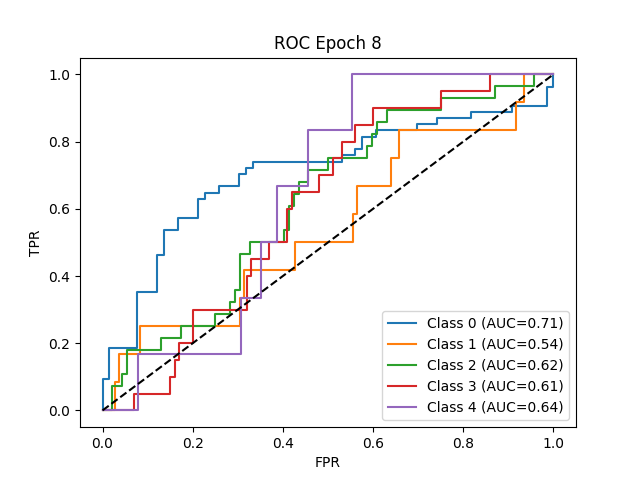 ROC Epoch 8
TPR
1.0
0.8
0.6
0.4
0.2
0.0
0.0 0.2 0.4 0.6 0.8 1.0
FPR
Class 0 (AUC=0.71)
Class 1 (AUC=0.54)
Class 2 (AUC=0.62)
Class 3 (AUC=0.61)
Class 4 (AUC=0.64)